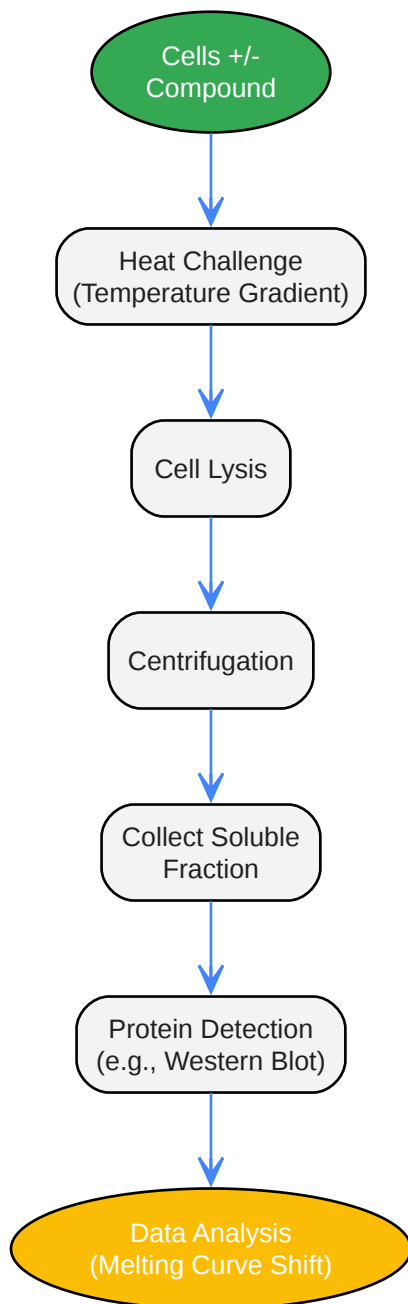 Cells +/-
Compound
Heat Challenge
(Temperature Gradient)
Cell Lysis
Centrifugation
Collect Soluble
Fraction
Protein Detection
(e.g., Western Blot)
Data Analysis
(Melting Curve Shift)